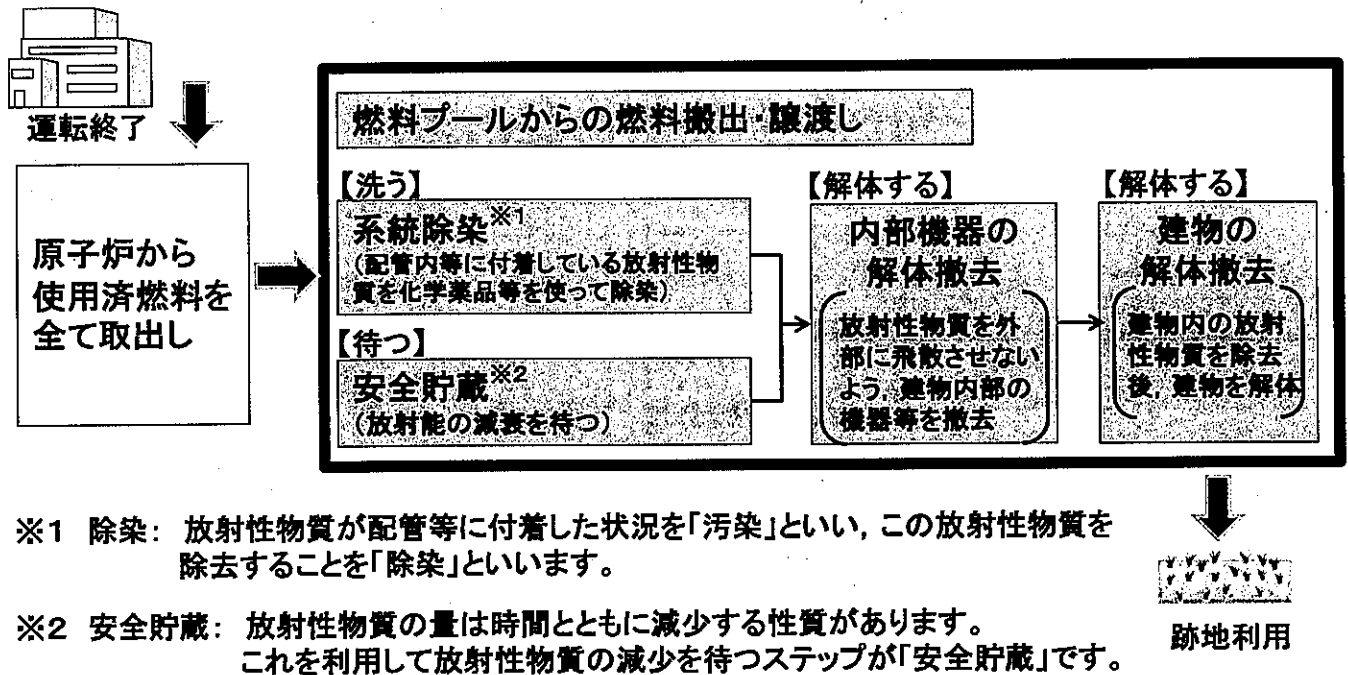 運転終了
原子炉から
使用済燃料を
全て取出し
燃料プールからの燃料搬出・譲渡し
【洗う】
系統除染※1
(配管内等に付着している放射性物
質を化学薬品等を使って除染)
【待つ】
安全貯蔵※2
(放射能の減衰を待つ)
【解体する】
内部機器の
解体撤去
放射性物質を外
部に飛散させない
よう,建物内部の
機器等を撤去
【解体する】
建物の
解体撤去
建物内の放射
性物質を除去
後,建物を解体
跡地利用
※1 除染: 放射性物質が配管等に付着した状況を「汚染」といい,この放射性物質を
除去することを「除染」といいます。
※2 安全貯蔵: 放射性物質の量は時間とともに減少する性質があります。
これを利用して放射性物質の減少を待つステップが「安全貯蔵」です。